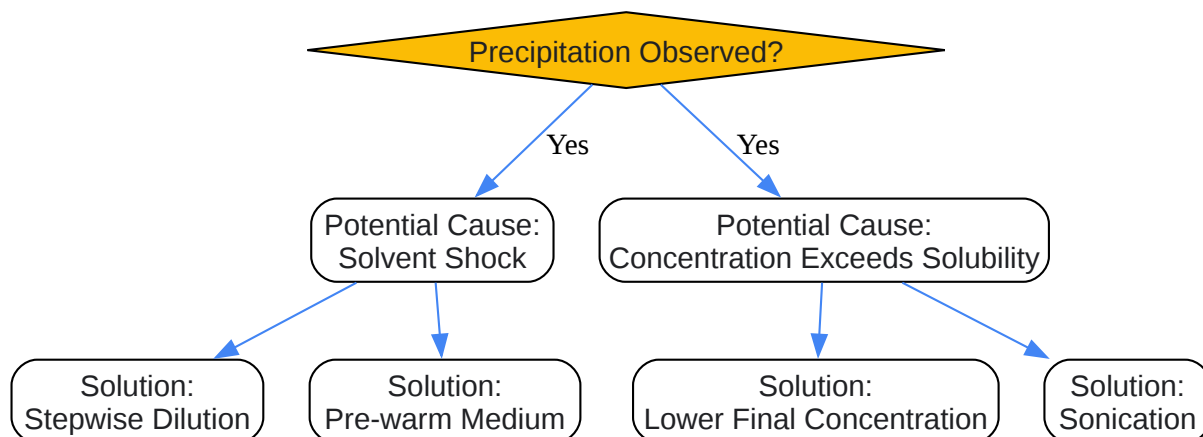 Precipitation Observed?
Yes
Yes
Potential Cause:
Solvent Shock
Potential Cause:
Concentration Exceeds Solubility
Solution:
Stepwise Dilution
Solution:
Pre-warm Medium
Solution:
Lower Final Concentration
Solution:
Sonication